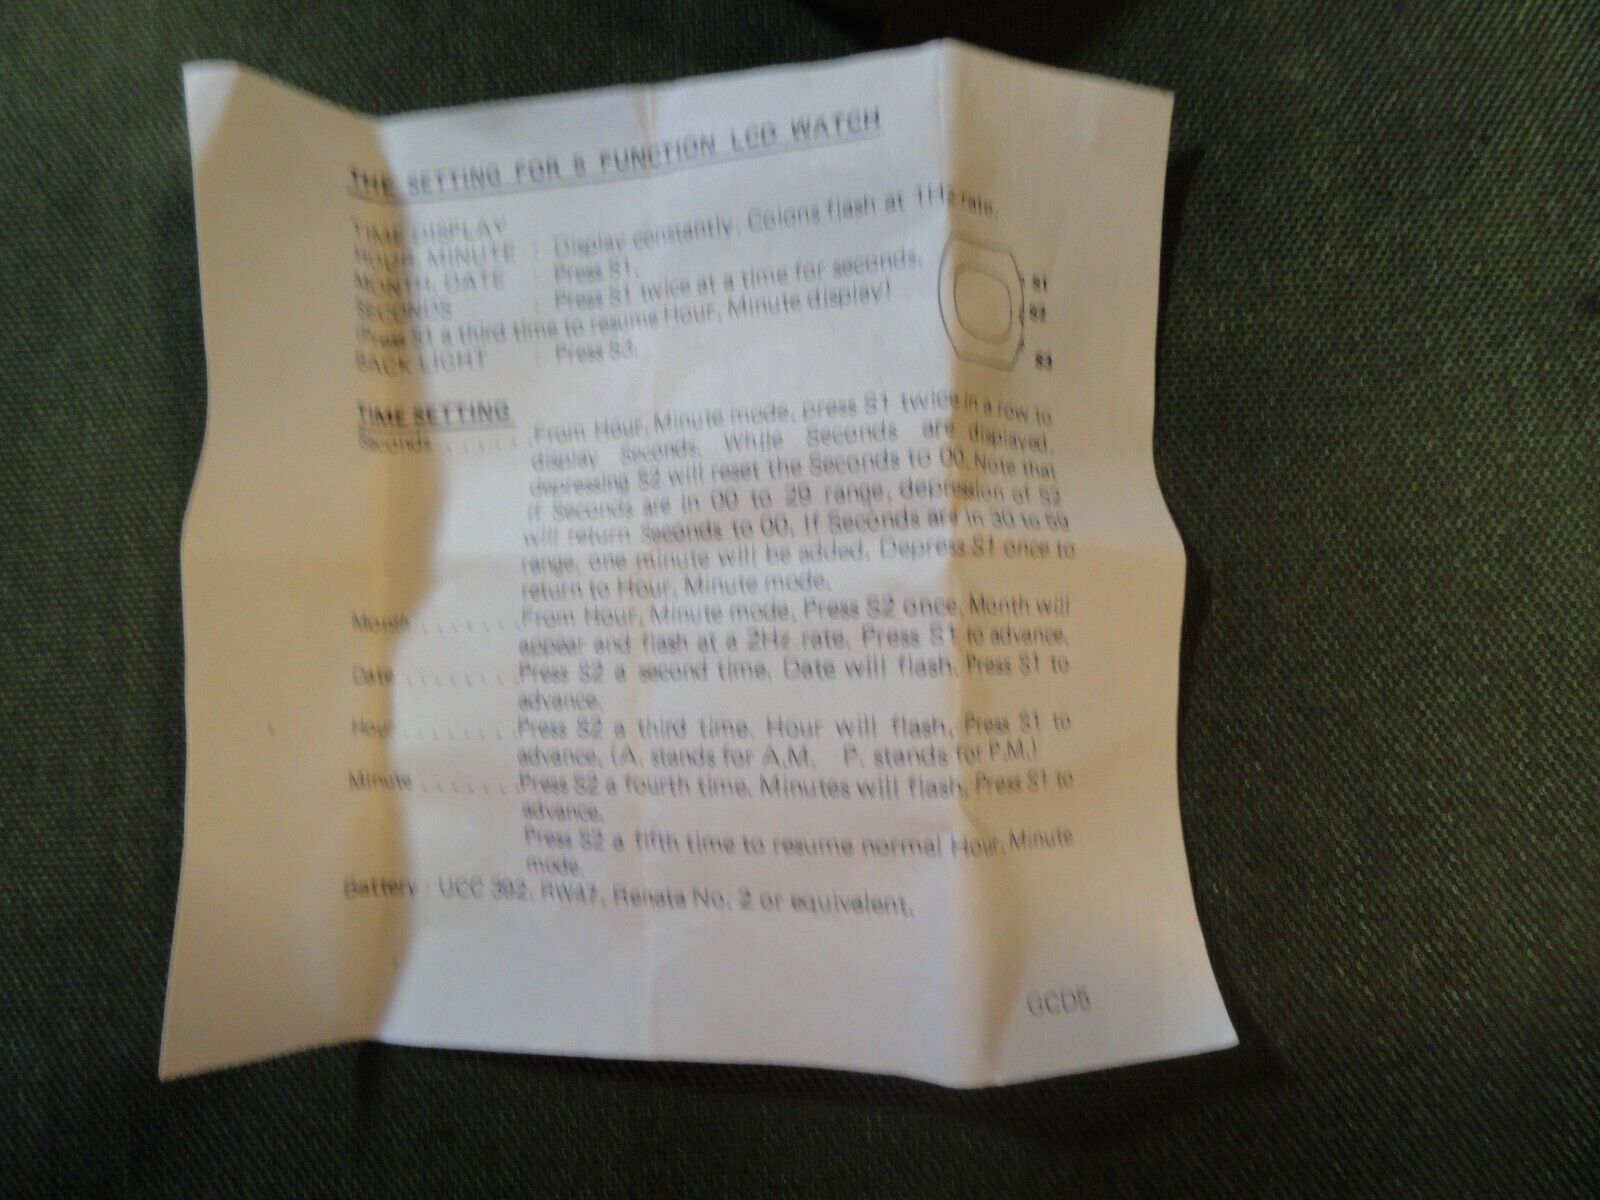 THE SETTING FOR 5 FUNCTION LCD WATCH
TIME DISPLAY
HOUR, MINUTE : Display constantly. Colons flash at 1Hz rate.
MONTH, DATE : Press S1.
SECONDS : Press S1 twice at a time for seconds.
(Press S1 a third time to resume Hour, Minute display)
BACK LIGHT : Press S3.
S1
S2
S3
TIME SETTING
Seconds . . . . . . . From Hour, Minute mode, press S1 twice in a row to
display Seconds. While Seconds are displayed,
depressing S2 will reset the Seconds to 00. Note that
if Seconds are in 00 to 29 range, depression of S2
will return Seconds to 00. If Seconds are in 30 to 59
range, one minute will be added. Depress S1 once to
return to Hour, Minute mode.
Month . . . . . . . . From Hour, Minute mode, Press S2 once. Month will
appear and flash at a 2Hz rate. Press S1 to advance.
Date . . . . . . . . . Press S2 a second time, Date will flash. Press S1 to
advance.
Hour . . . . . . . . . Press S2 a third time. Hour will flash. Press S1 to
advance. (A. stands for A.M. P. stands for P.M.)
Minute . . . . . . . . Press S2 a fourth time. Minutes will flash. Press S1 to
advance.
Press S2 a fifth time to resume normal Hour, Minute
mode.
Battery : UCC 392, RW47, Renata No. 2 or equivalent.
GCD5